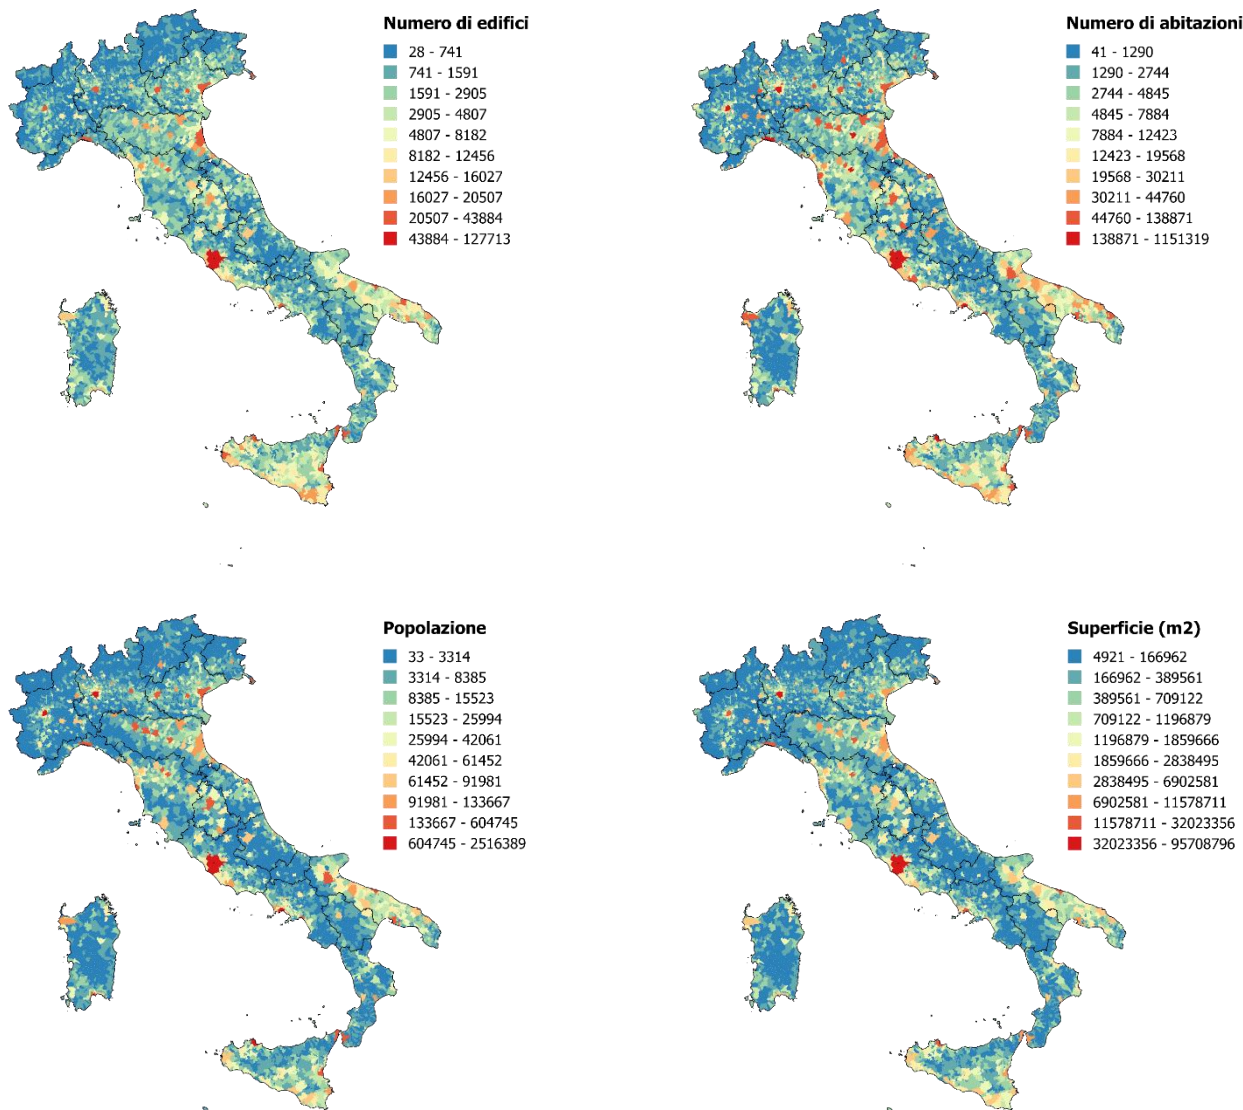 Numero di edifici
28 - 741
741 - 1591
1591 - 2905
2905 - 4807
4807 - 8182
8182 - 12456
12456 - 16027
16027 - 20507
20507 - 43884
43884 - 127713
Numero di abitazioni
41 - 1290
1290 - 2744
2744 - 4845
4845 - 7884
7884 - 12423
12423 - 19568
19568 - 30211
30211 - 44760
44760 - 138871
138871 - 1151319
Popolazione
33 - 3314
3314 - 8385
8385 - 15523
15523 - 25994
25994 - 42061
42061 - 61452
61452 - 91981
91981 - 133667
133667 - 604745
604745 - 2516389
Superficie (m2)
4921 - 166962
166962 - 389561
389561 - 709122
709122 - 1196879
1196879 - 1859666
1859666 - 2838495
2838495 - 6902581
6902581 - 11578711
11578711 - 32023356
32023356 - 95708796